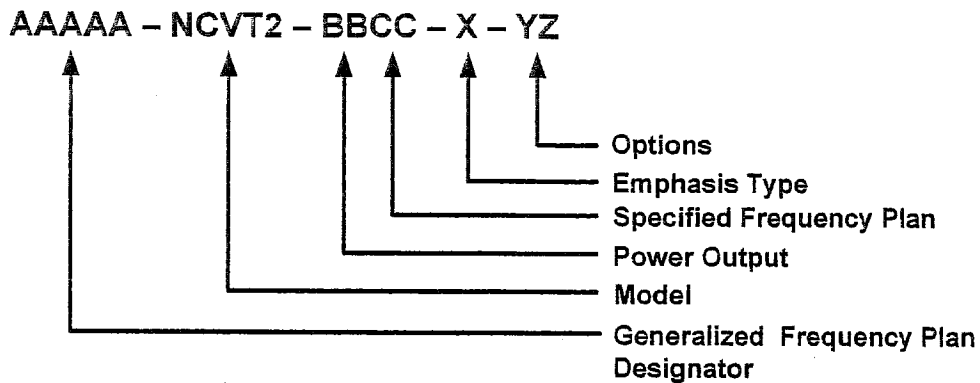 AAAAA – NCVT2 – BBCC – X – YZ
Options
Emphasis Type
Specified Frequency Plan
Power Output
Model
Generalized Frequency Plan
Designator